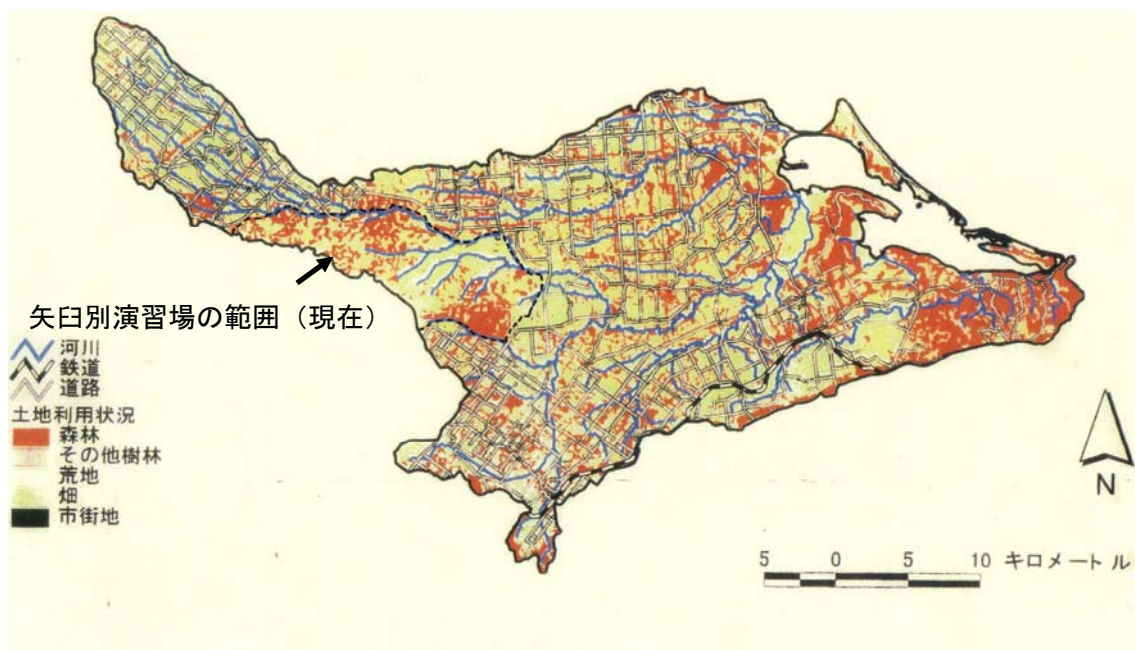 矢臼別演習場の範囲（現在）
河川
鉄道
道路
土地利用状況
森林
その他樹林
荒地
畑
市街地
N
5 0 5 10 キロメートル